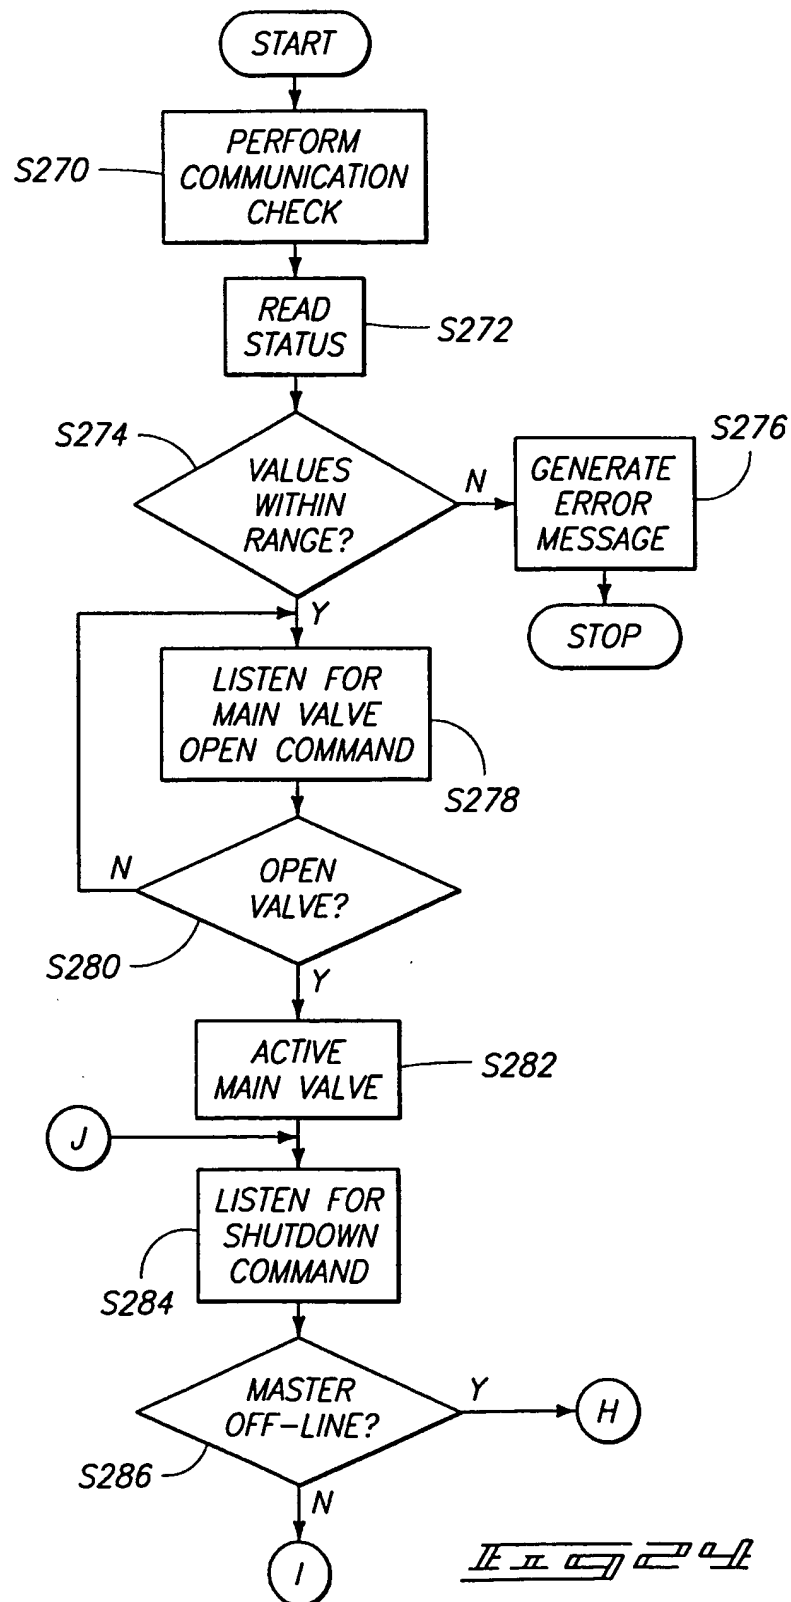 START
S270
PERFORM
COMMUNICATION
CHECK
READ
STATUS
S272
S274
VALUES
WITHIN
RANGE?
N
GENERATE
ERROR
MESSAGE
S276
STOP
Y
LISTEN FOR
MAIN VALVE
OPEN COMMAND
S278
N
OPEN
VALVE?
S280
Y
ACTIVE
MAIN VALVE
S282
J
LISTEN FOR
SHUTDOWN
COMMAND
S284
MASTER
OFF-LINE?
Y
H
S286
N
I
FIG 24